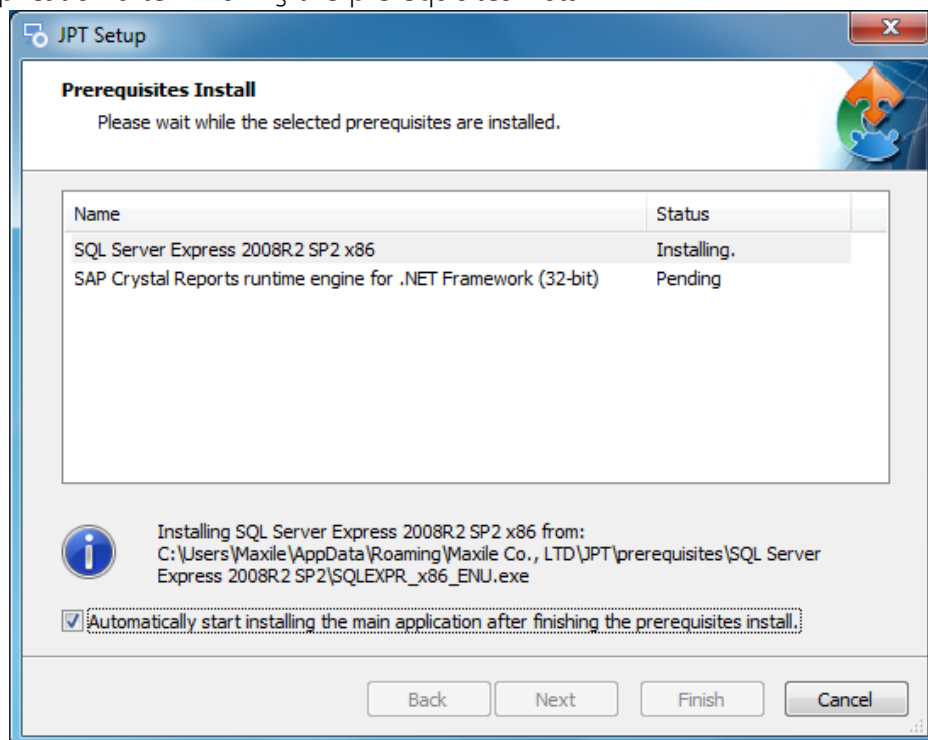 JPT Setup
Prerequisites Install
Please wait while the selected prerequisites are installed.
Name Status
SQL Server Express 2008R2 SP2 x86 Installing.
SAP Crystal Reports runtime engine for .NET Framework (32-bit) Pending
Installing SQL Server Express 2008R2 SP2 x86 from:
C:\Users\Maxile\AppData\Roaming\Maxile Co., LTD\JPT\prerequisites\SQL Server
Express 2008R2 SP2\SQLEXPR_x86_ENU.exe
Automatically start installing the main application after finishing the prerequisites install.
Back Next Finish Cancel